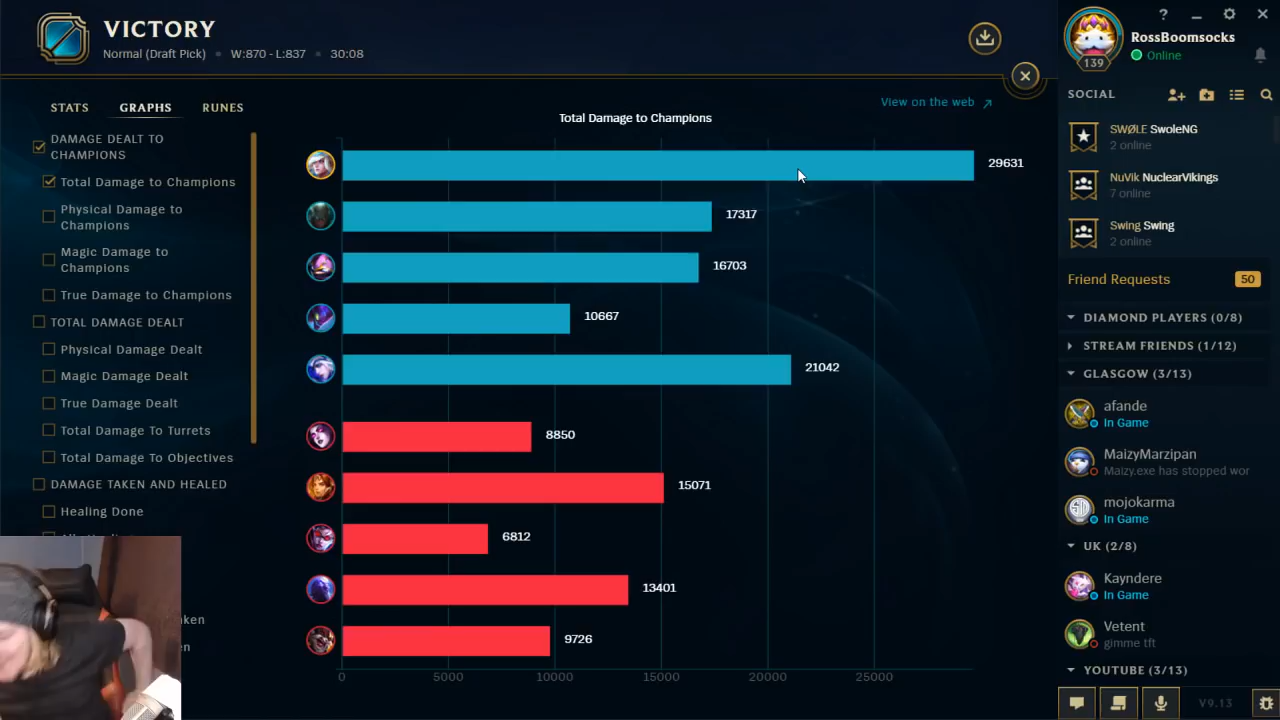 VICTORY
Normal (Draft Pick) W:870 - L:837 30:08
STATS GRAPHS RUNES
View on the web
DAMAGE DEALT TO
CHAMPIONS
Total Damage to Champions
Physical Damage to
Champions
Magic Damage to
Champions
True Damage to Champions
TOTAL DAMAGE DEALT
Physical Damage Dealt
Magic Damage Dealt
True Damage Dealt
Total Damage To Turrets
Total Damage To Objectives
DAMAGE TAKEN AND HEALED
Healing Done
Total Damage to Champions
29631
17317
16703
10667
21042
8850
15071
6812
13401
9726
0 5000 10000 15000 20000 25000
? 
RossBoomsocks
139
Online
SOCIAL
SWØLE SwoleNG
2 online
NuVik NuclearVikings
7 online
Swing Swing
2 online
Friend Requests 50
DIAMOND PLAYERS (0/8)
STREAM FRIENDS (1/12)
GLASGOW (3/13)
afande
In Game
MaizyMarzipan
Maizy.exe has stopped wor
mojokarma
In Game
UK (2/8)
Kayndere
In Game
Vetent
gimme tft
YOUTUBE (3/13)
V9.13